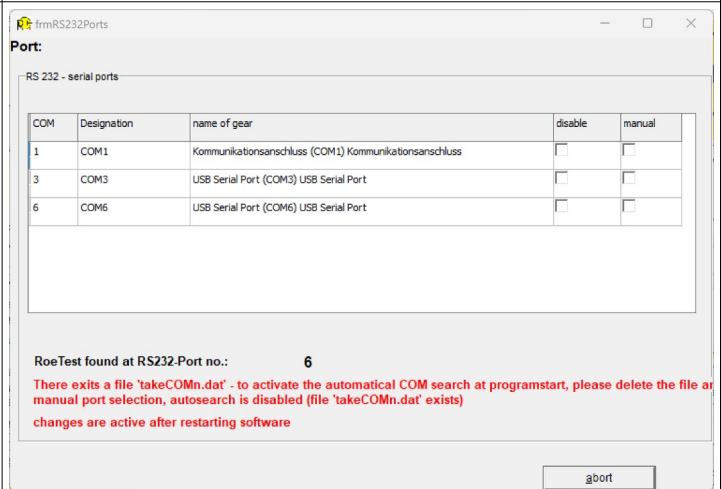 frmRS232Ports
Port:
RS 232 - serial ports
COM Designation name of gear disable manual
1 COM1 Kommunikationsanschluss (COM1) Kommunikationsanschluss
3 COM3 USB Serial Port (COM3) USB Serial Port
6 COM6 USB Serial Port (COM6) USB Serial Port
RoeTest found at RS232-Port no.: 6
There exits a file 'takeCOMn.dat' - to activate the automatical COM search at programstart, please delete the file
manual port selection, autosearch is disabled (file 'takeCOMn.dat' exists)
changes are active after restarting software
abort